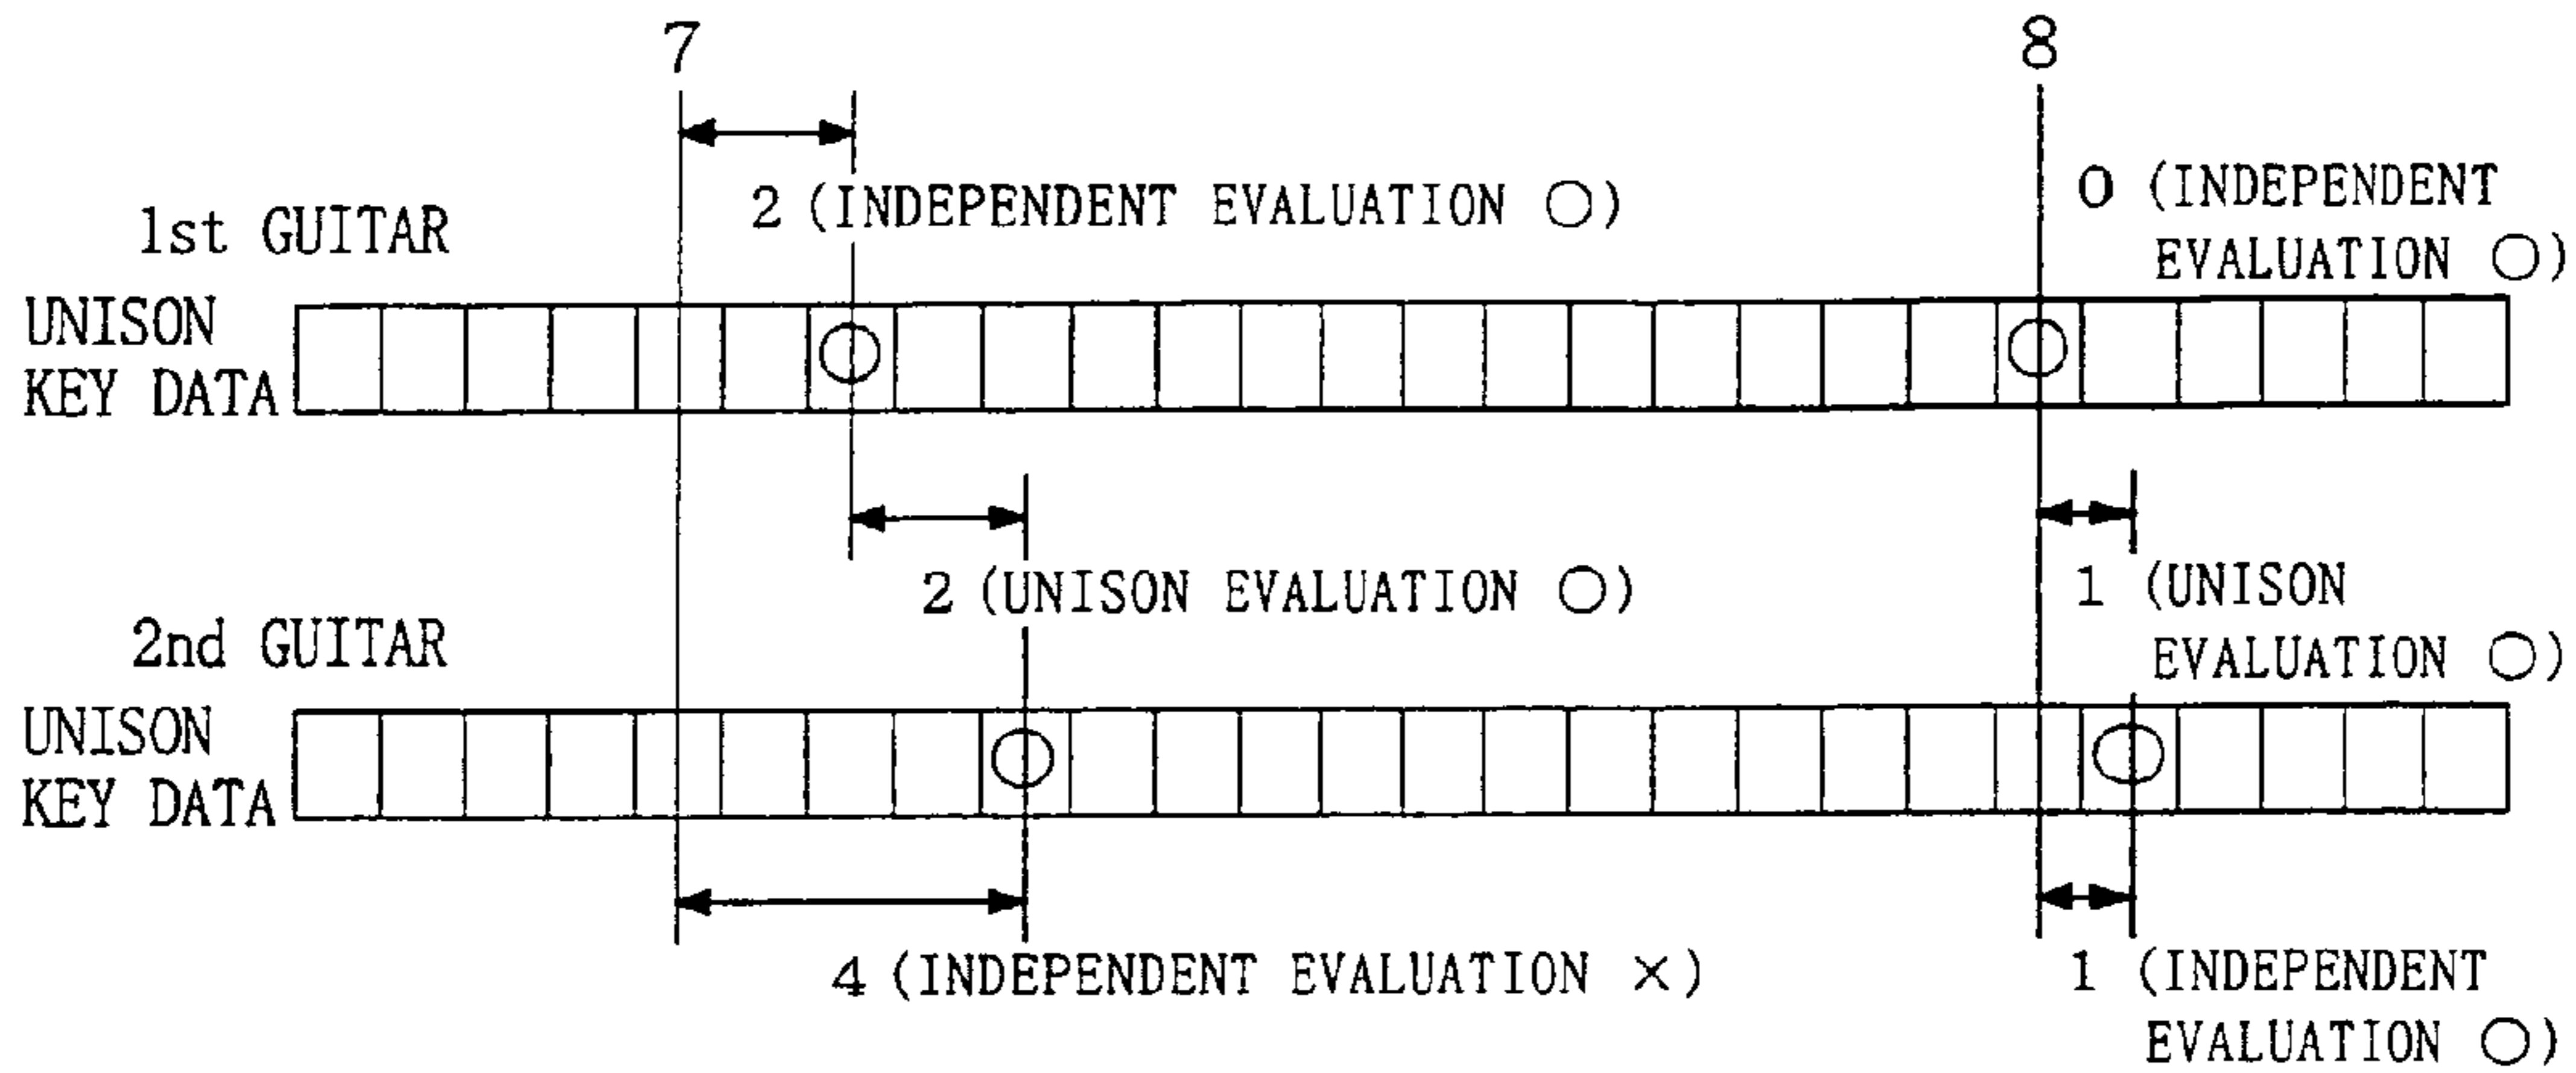 7
8
2 (INDEPENDENT EVALUATION ○)
0 (INDEPENDENT
EVALUATION ○)
1st GUITAR
UNISON
KEY DATA
2 (UNISON EVALUATION ○)
1 (UNISON
EVALUATION ○)
2nd GUITAR
UNISON
KEY DATA
4 (INDEPENDENT EVALUATION ×)
1 (INDEPENDENT
EVALUATION ○)